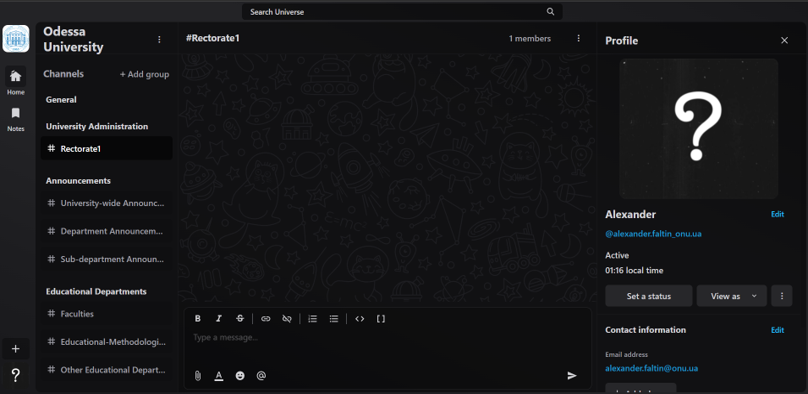 Search Universe
Odessa
University
Channels
+ Add group
General
University Administration
# Rectorate1
Announcements
# University-wide Announc...
# Department Announcem...
# Sub-department Announ...
Educational Departments
# Faculties
# Educational-Methodologi...
# Other Educational Depart...
Home
Notes
#Rectorate1
1 members
B I S
Type a message...
Profile
Alexander
Edit
@alexander.faltin_onu.ua
Active
01:16 local time
Set a status
View as
Contact information
Edit
Email address
alexander.faltin@onu.ua